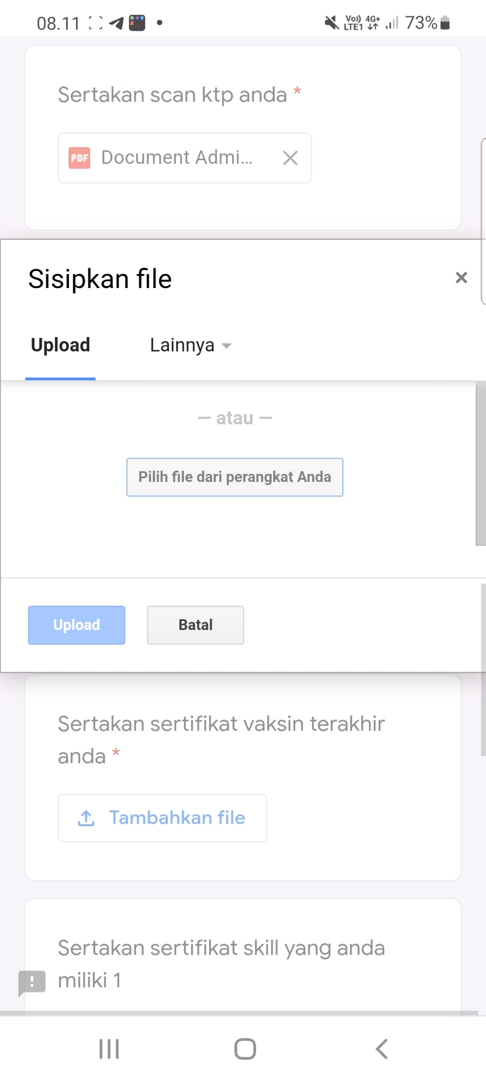 08.11
Voo) 4G+ 73%
LTE1
Sertakan scan ktp anda *
PDF Document Admi...
Sisipkan file
×
Upload Lainnya
— atau —
Pilih file dari perangkat Anda
Upload Batal
Sertakan sertifikat vaksin terakhir
anda *
Tambahkan file
Sertakan sertifikat skill yang anda
miliki 1